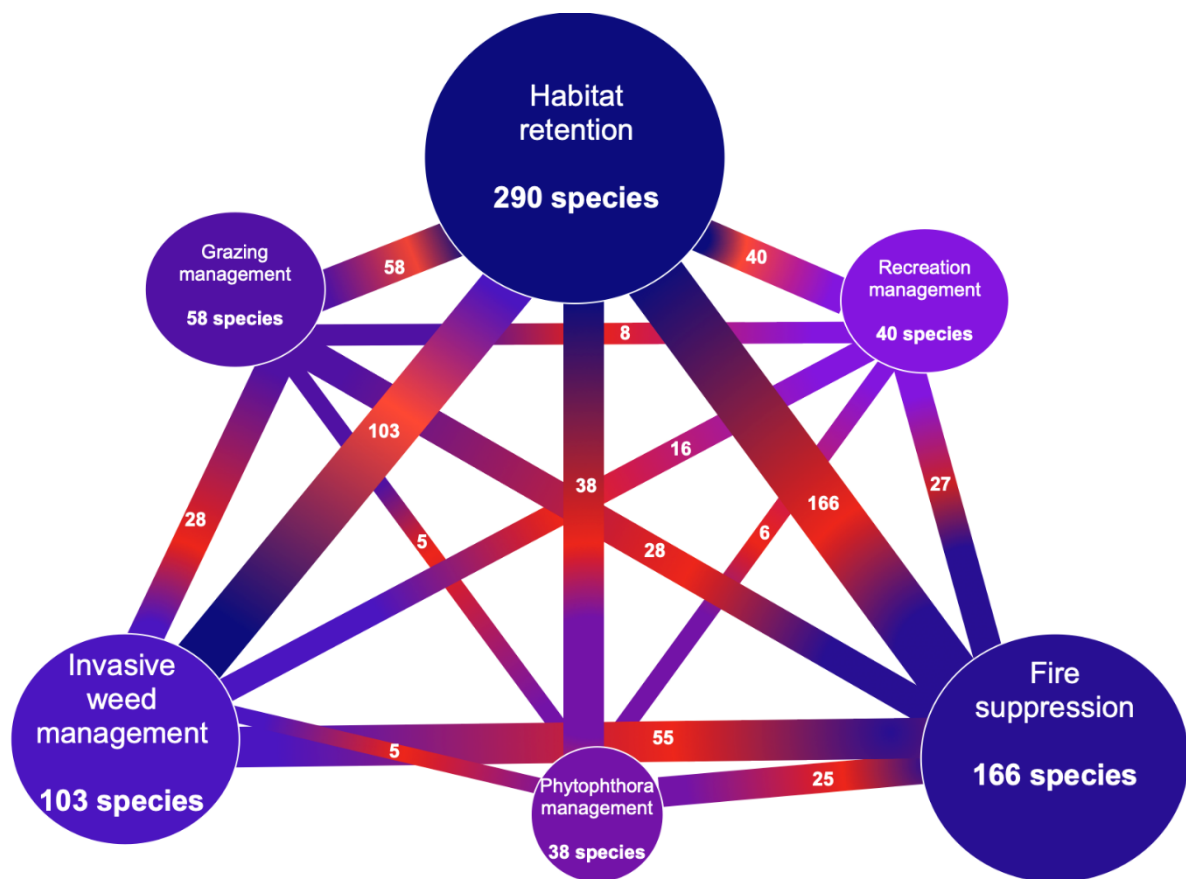 Habitat
retention
290 species
Grazing
management
58 species
58
40
Recreation
management
40 species
8
103
16
28
5
38
28
6
166
27
Invasive
weed
management
103 species
5
55
Phytophthora
management
38 species
25
Fire
suppression
166 species